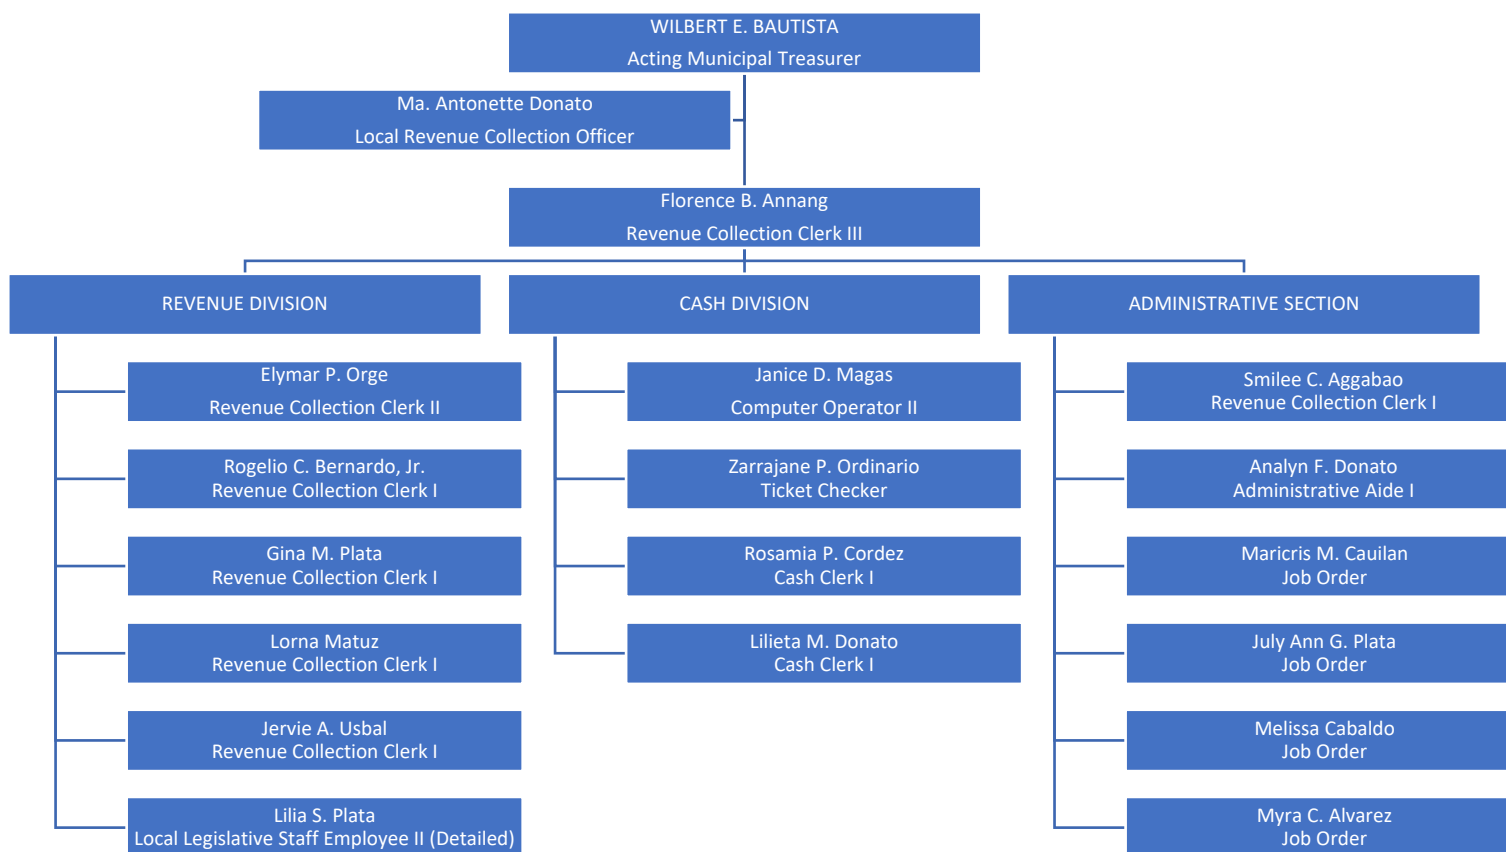 WILBERT E. BAUTISTA
Acting Municipal Treasurer
Ma. Antonette Donato
Local Revenue Collection Officer
Florence B. Annang
Revenue Collection Clerk III
REVENUE DIVISION
CASH DIVISION
ADMINISTRATIVE SECTION
Elymar P. Orge
Revenue Collection Clerk II
Rogelio C. Bernardo, Jr.
Revenue Collection Clerk I
Gina M. Plata
Revenue Collection Clerk I
Lorna Matuz
Revenue Collection Clerk I
Jervie A. Usbal
Revenue Collection Clerk I
Lilia S. Plata
Local Legislative Staff Employee II (Detailed)
Janice D. Magas
Computer Operator II
Zarrajane P. Ordinario
Ticket Checker
Rosamia P. Cordez
Cash Clerk I
Lilieta M. Donato
Cash Clerk I
Smilee C. Aggabao
Revenue Collection Clerk I
Analyn F. Donato
Administrative Aide I
Maricris M. Cauilan
Job Order
July Ann G. Plata
Job Order
Melissa Cabaldo
Job Order
Myra C. Alvarez
Job Order